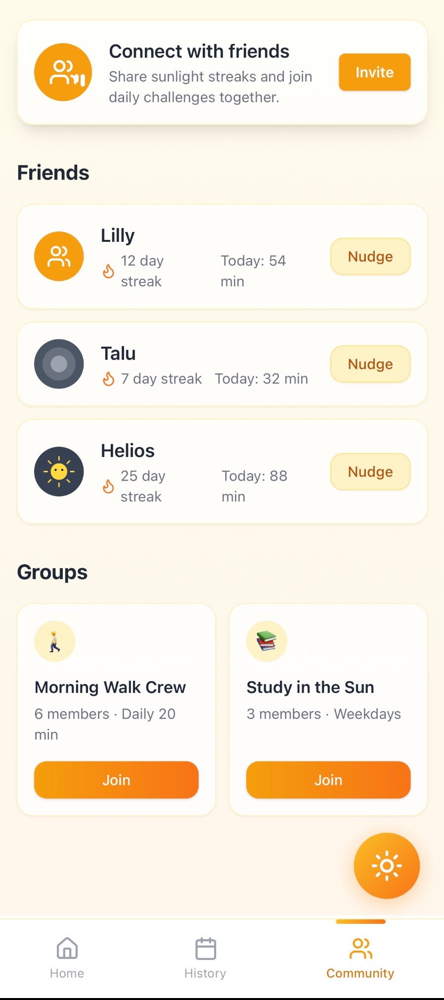 Connect with friends
Share sunlight streaks and join
daily challenges together.
Invite
Friends
Lilly
12 day
streak
Today: 54
min
Nudge
Talu
7 day streak
Today: 32 min
Nudge
Helios
25 day
streak
Today: 88
min
Nudge
Groups
Morning Walk Crew
6 members · Daily 20
min
Join
Study in the Sun
3 members · Weekdays
Join
Home
History
Community